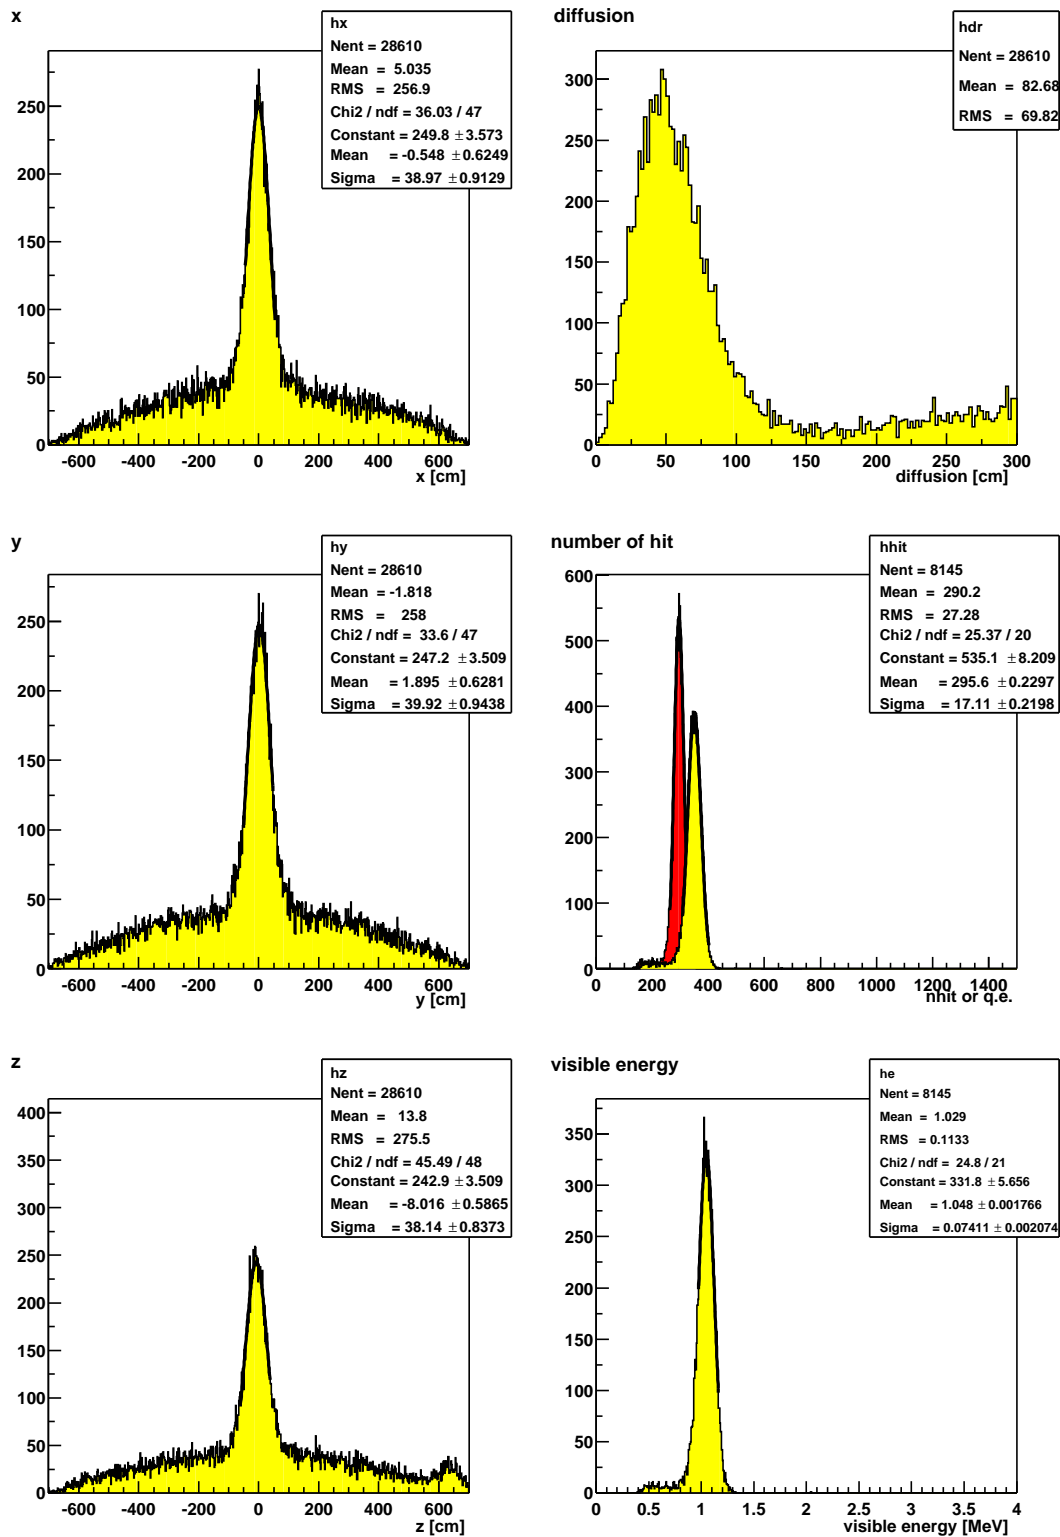 x
hx
Nent = 28610
Mean = 5.035
RMS = 256.9
Chi2 / ndf = 36.03 / 47
Constant = 249.8 ± 3.573
Mean = -0.548 ± 0.6249
Sigma = 38.97 ± 0.9129
250
200
150
100
50
0
-600 -400 -200 0 200 400 600
x [cm]
diffusion
hdr
Nent = 28610
Mean = 82.68
RMS = 69.82
300
250
200
150
100
50
0
0 50 100 150 200 250 300
diffusion [cm]
y
hy
Nent = 28610
Mean = -1.818
RMS = 258
Chi2 / ndf = 33.6 / 47
Constant = 247.2 ± 3.509
Mean = 1.895 ± 0.6281
Sigma = 39.92 ± 0.9438
250
200
150
100
50
0
-600 -400 -200 0 200 400 600
y [cm]
number of hit
hhit
Nent = 8145
Mean = 290.2
RMS = 27.28
Chi2 / ndf = 25.37 / 20
Constant = 535.1 ± 8.209
Mean = 295.6 ± 0.2297
Sigma = 17.11 ± 0.2198
600
500
400
300
200
100
0
0 200 400 600 800 1000 1200 1400
nhit or q.e.
z
hz
Nent = 28610
Mean = 13.8
RMS = 275.5
Chi2 / ndf = 45.49 / 48
Constant = 242.9 ± 3.509
Mean = -8.016 ± 0.5865
Sigma = 38.14 ± 0.8373
400
350
300
250
200
150
100
50
0
-600 -400 -200 0 200 400 600
z [cm]
visible energy
he
Nent = 8145
Mean = 1.029
RMS = 0.1133
Chi2 / ndf = 24.8 / 21
Constant = 331.8 ± 5.656
Mean = 1.048 ± 0.001766
Sigma = 0.07411 ± 0.002074
350
300
250
200
150
100
50
0
0 0.5 1 1.5 2 2.5 3 3.5 4
visible energy [MeV]